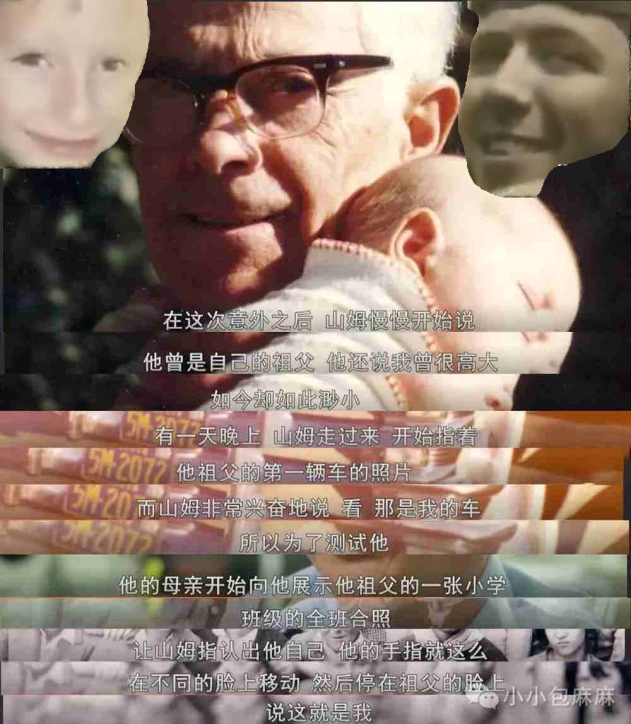 在这次意外之后 山姆慢慢开始说
他曾是自己的祖父 他还说我曾很高大
如今却如此渺小
5M-2072
有一天晚上 山姆走过来 开始指着
5M-2072
他祖父的第一辆车的照片
5M-207
而山姆非常兴奋地说 看 那是我的车
5M-2072
所以为了测试他
他的母亲开始向他展示他祖父的一张小学
班级的全班合照
让山姆指认出他自己 他的手指就这么
在不同的脸上移动 然后停在祖父的脸上
小小包麻麻
说这就是我